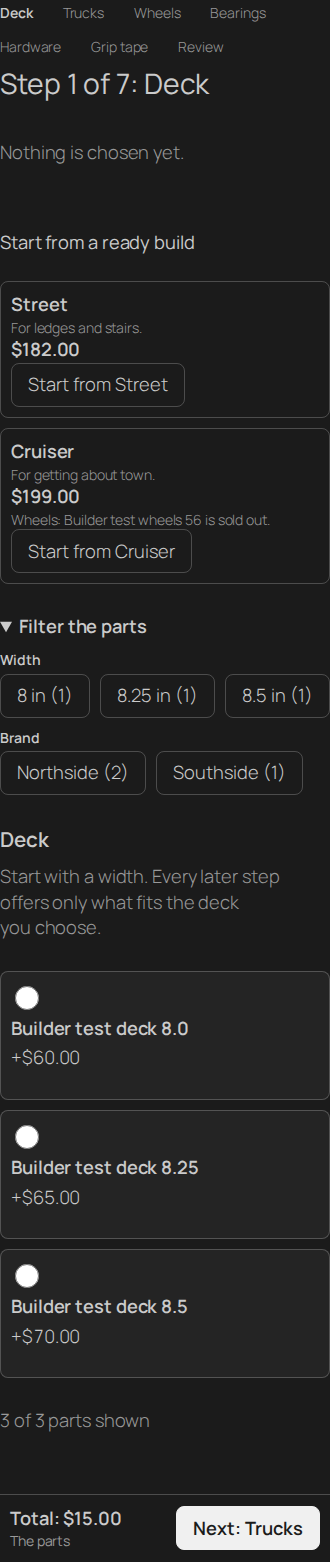 Deck Trucks Wheels Bearings
Hardware Grip tape Review
Step 1 of 7: Deck
Nothing is chosen yet.
Start from a ready build
Street
For ledges and stairs.
$182.00
Start from Street
Cruiser
For getting about town.
$199.00
Wheels: Builder test wheels 56 is sold out.
Start from Cruiser
▼ Filter the parts
Width
8 in (1) 8.25 in (1) 8.5 in (1)
Brand
Northside (2) Southside (1)
Deck
Start with a width. Every later step
offers only what fits the deck
you choose.
Builder test deck 8.0
+$60.00
Builder test deck 8.25
+$65.00
Builder test deck 8.5
+$70.00
3 of 3 parts shown
Total: $15.00
The parts
Next: Trucks